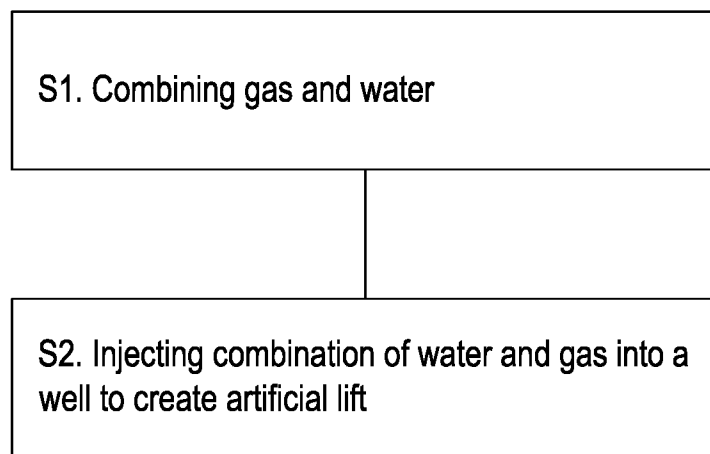 S1. Combining gas and water
S2. Injecting combination of water and gas into a
well to create artificial lift